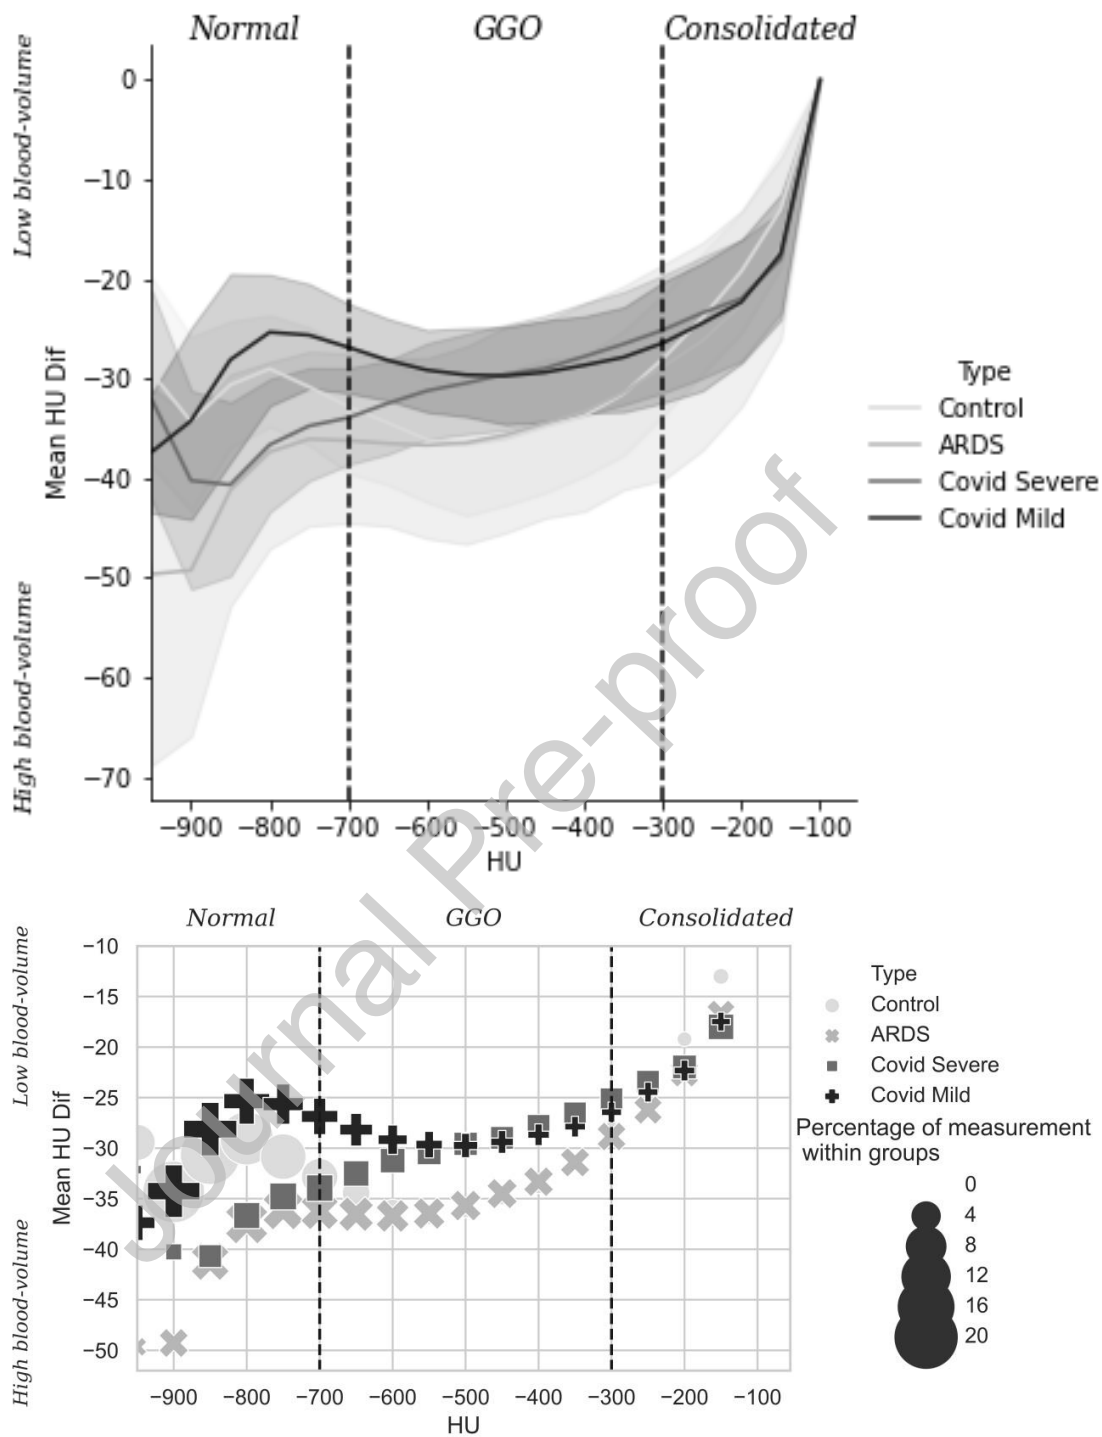 Normal GGO Consolidated
Low blood-volume
High blood-volume
Mean HU Dif
0
−10
−20
−30
−40
−50
−60
−70
−900 −800 −700 −600 −500 −400 −300 −200 −100
HU
Type
Control
ARDS
Covid Severe
Covid Mild
Journal Pre-proof
Normal GGO Consolidated
Low blood-volume
High blood-volume
Mean HU Dif
−10
−15
−20
−25
−30
−35
−40
−45
−50
−900 −800 −700 −600 −500 −400 −300 −200 −100
HU
Type
Control
ARDS
Covid Severe
Covid Mild
Percentage of measurement
within groups
0
4
8
12
16
20